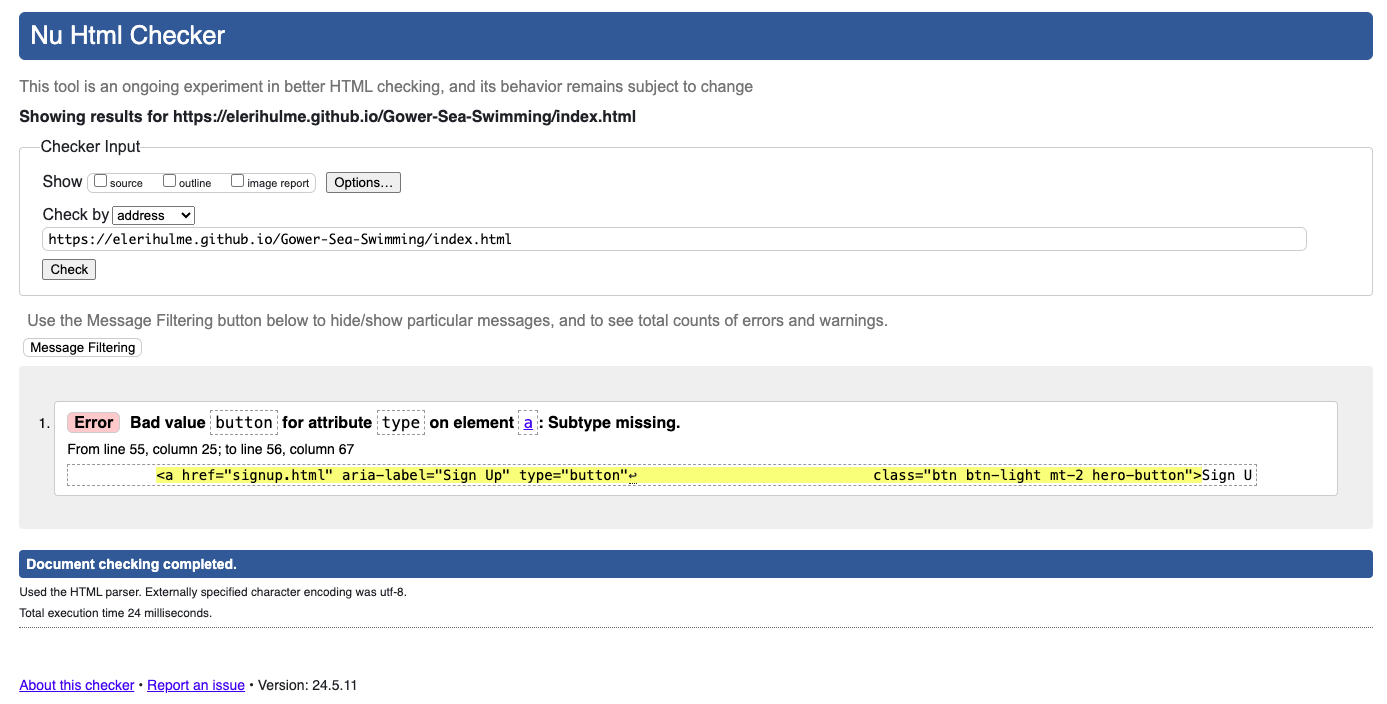 Nu Html Checker
This tool is an ongoing experiment in better HTML checking, and its behavior remains subject to change
Showing results for https://elerihulme.github.io/Gower-Sea-Swimming/index.html
Checker Input
Show source outline image report Options...
Check by address
https://elerihulme.github.io/Gower-Sea-Swimming/index.html
Check
Use the Message Filtering button below to hide/show particular messages, and to see total counts of errors and warnings.
Message Filtering
1. Error Bad value button for attribute type on element a: Subtype missing.
From line 55, column 25; to line 56, column 67
<a href="signup.html" aria-label="Sign Up" type="button"↩ class="btn btn-light mt-2 hero-button">Sign U
Document checking completed.
Used the HTML parser. Externally specified character encoding was utf-8.
Total execution time 24 milliseconds.
About this checker • Report an issue • Version: 24.5.11